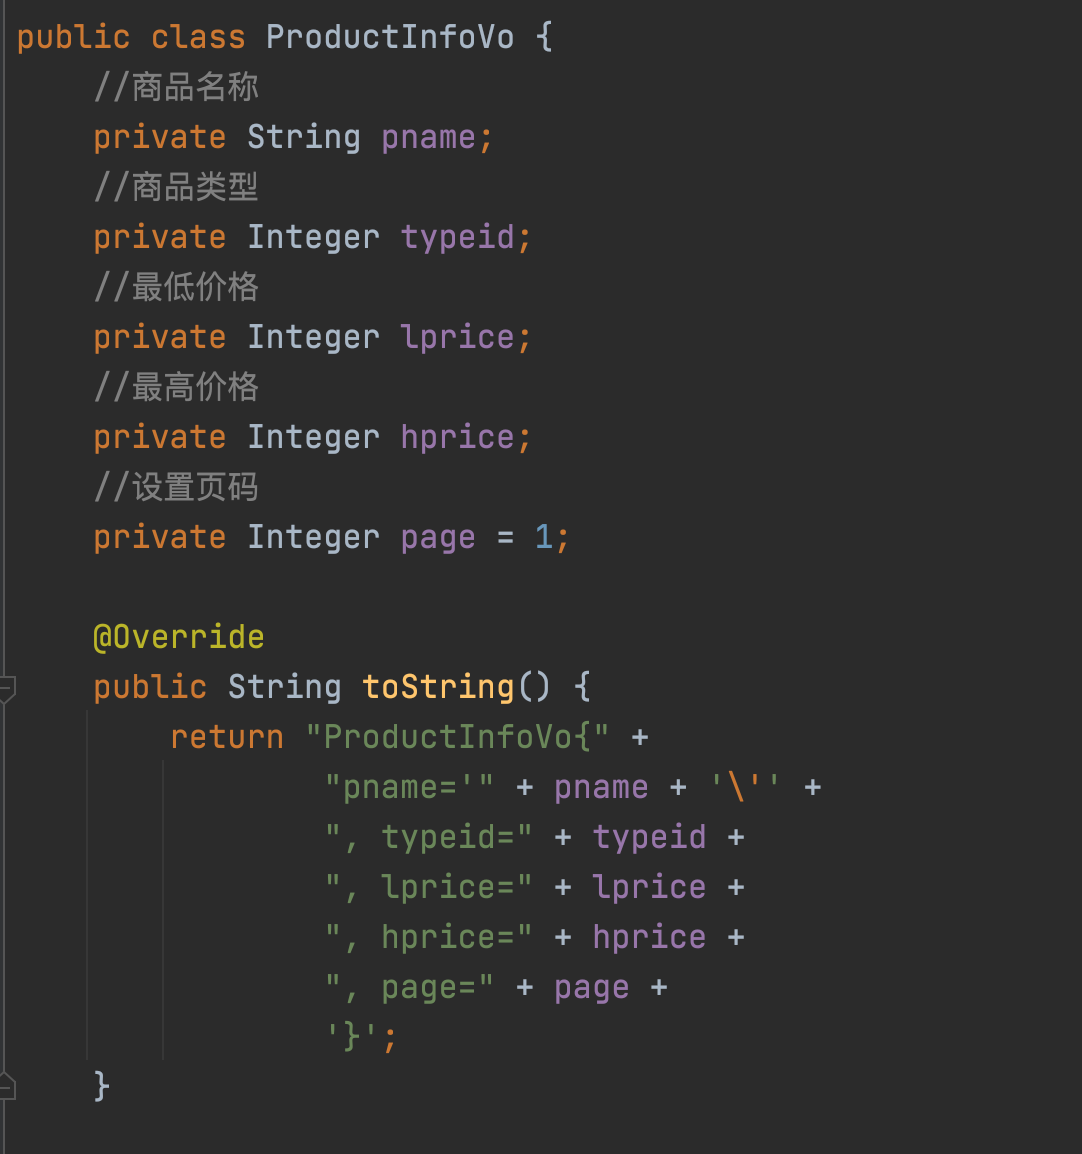 public class ProductInfoVo {
    //商品名称
    private String pname;
    //商品类型
    private Integer typeid;
    //最低价格
    private Integer lprice;
    //最高价格
    private Integer hprice;
    //设置页码
    private Integer page = 1;

    @Override
    public String toString() {
        return "ProductInfoVo{" +
                "pname='" + pname + '\'' +
                ", typeid=" + typeid +
                ", lprice=" + lprice +
                ", hprice=" + hprice +
                ", page=" + page +
                '}';
    }